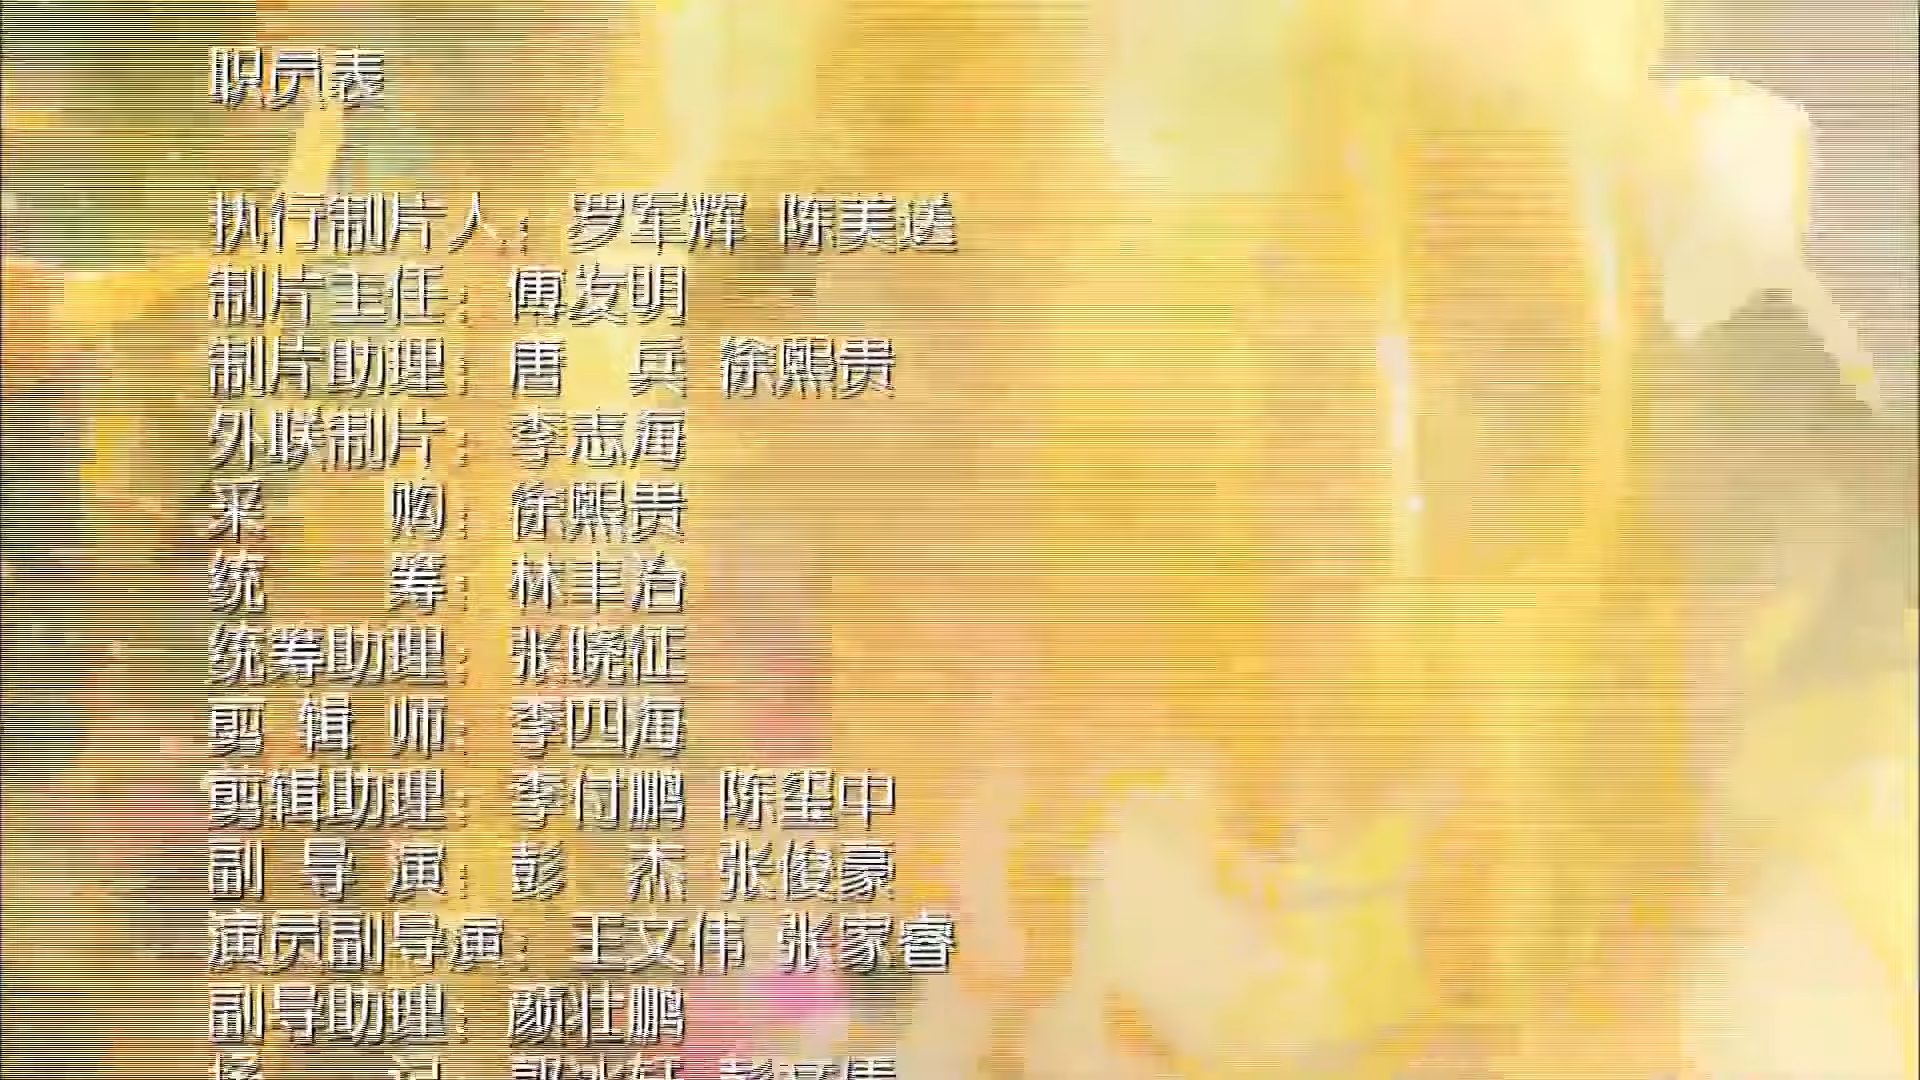 职员表
执行制片人：罗军辉 陈美送
制片主任：傅发明
制片助理：唐 兵 徐熙贵
外联制片：李志海
采 购：徐熙贵
统 筹：林丰治
统筹助理：张晓征
剪 辑 师：李四海
剪辑助理：李付鹏 陈玺中
副 导 演：彭 杰 张俊豪
演员副导演：王文伟 张家睿
副导助理：颜壮鹏
场 记：